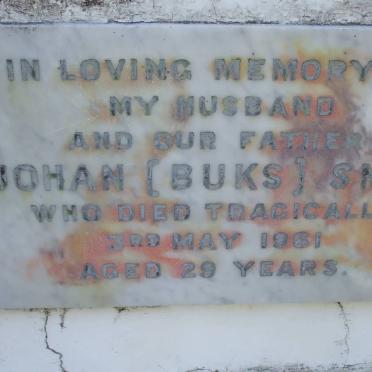 IN LOVING MEMORY
MY HUSBAND
AND OUR FATHER
JOHAN (BUKS)
WHO DIED TRAGICALL
3RD MAY 1961
AGED 29 YEARS.